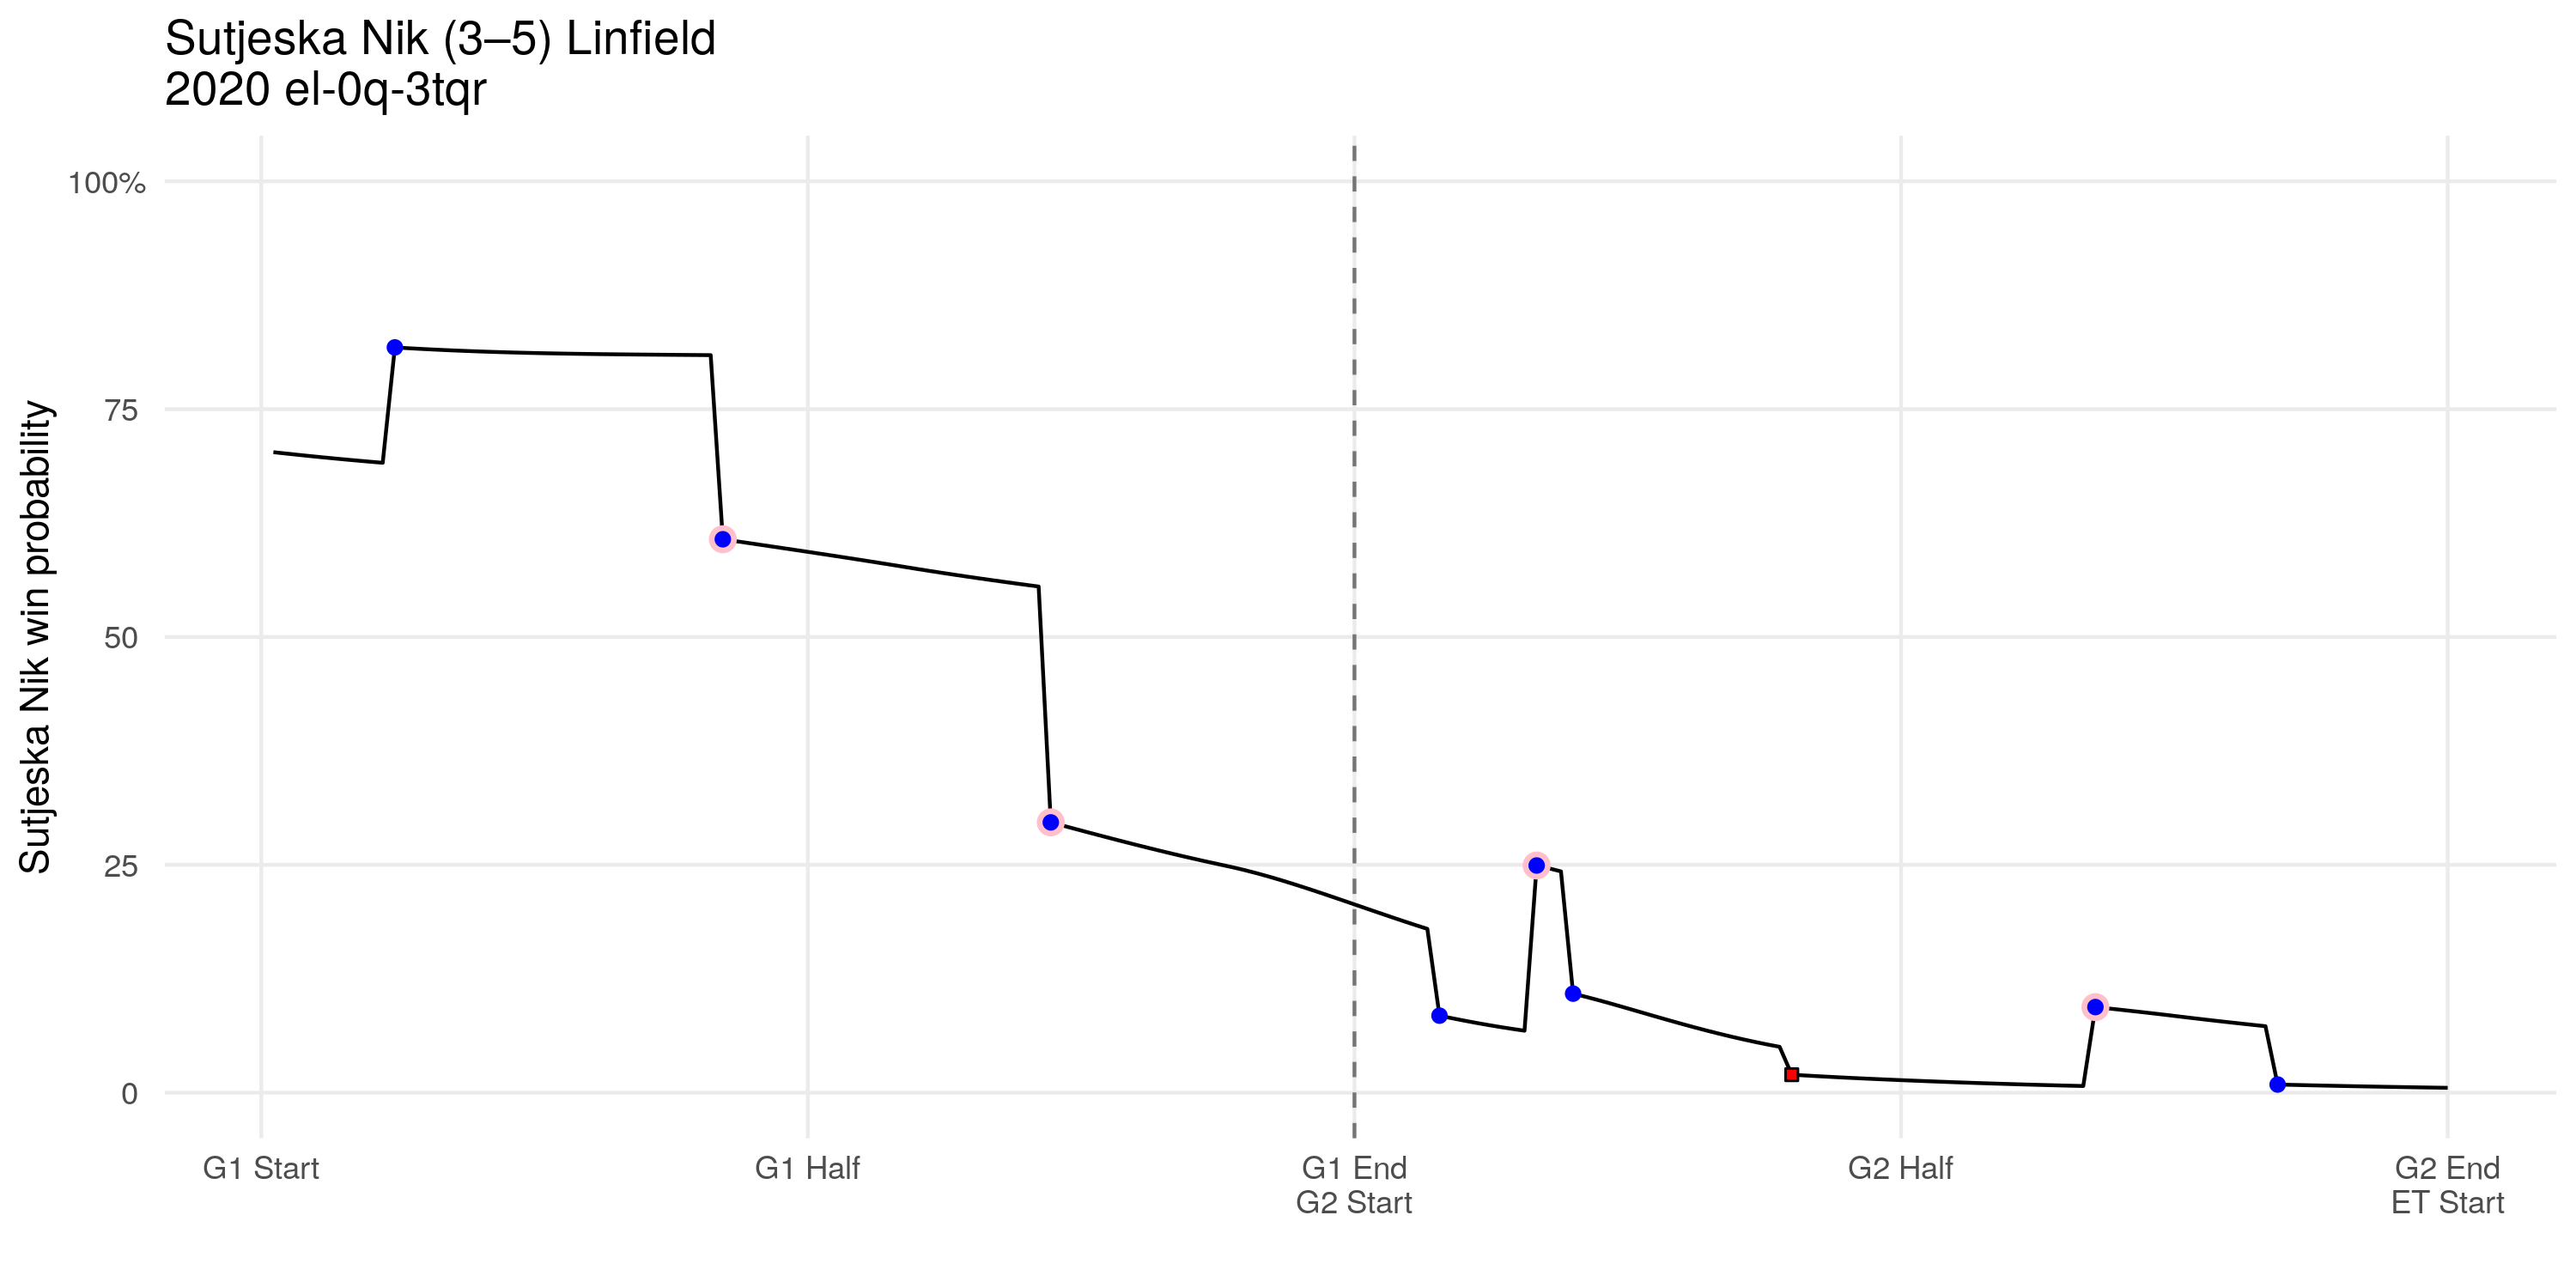 Sutjeska Nik (3–5) Linfield
2020 el-0q-3tqr
Sutjeska Nik win probability
100%
75
50
25
0
G1 Start
G1 Half
G1 End
G2 Start
G2 Half
G2 End
ET Start